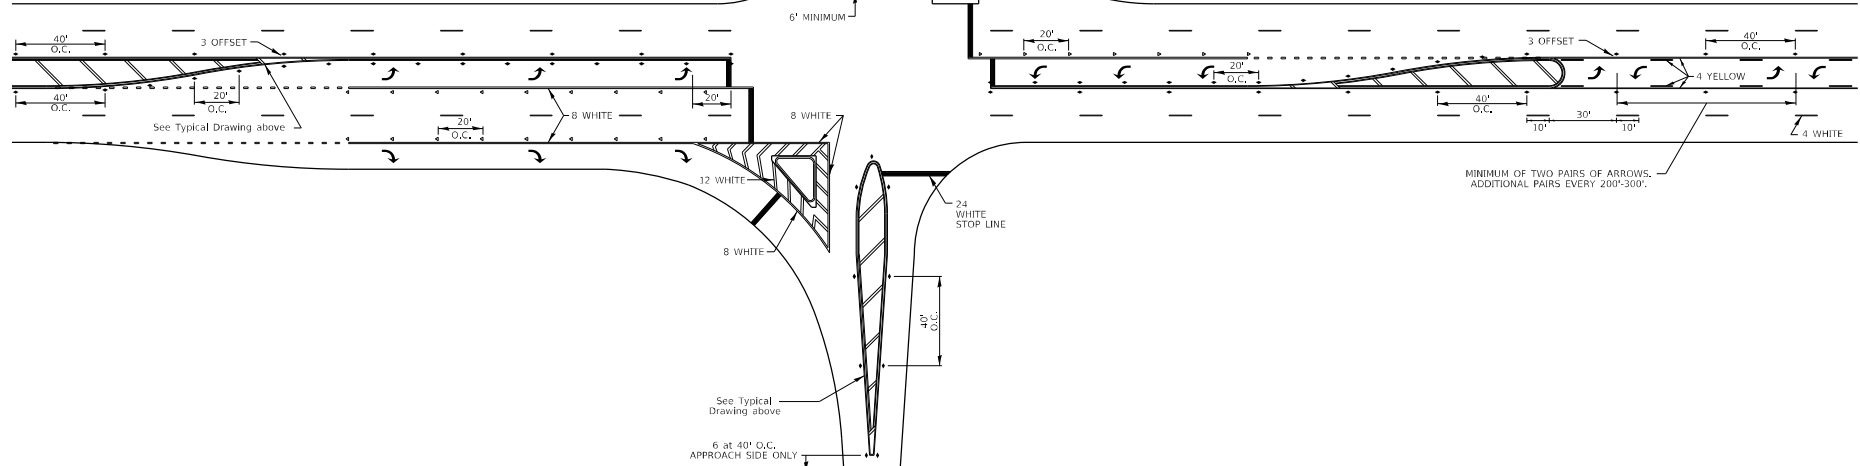 6' MINIMUM
40'
O.C.
3 OFFSET
20'
O.C.
3 OFFSET
40'
O.C.
20'
O.C.
4 YELLOW
40'
O.C.
20'
O.C.
20'
8 WHITE
8 WHITE
See Typical Drawing above
20'
O.C.
40'
O.C.
10'
30'
10'
4 WHITE
12 WHITE
MINIMUM OF TWO PAIRS OF ARROWS.
ADDITIONAL PAIRS EVERY 200'-300'.
24
WHITE
STOP LINE
8 WHITE
40'
O.C.
See Typical
Drawing above
6 at 40' O.C.
APPROACH SIDE ONLY